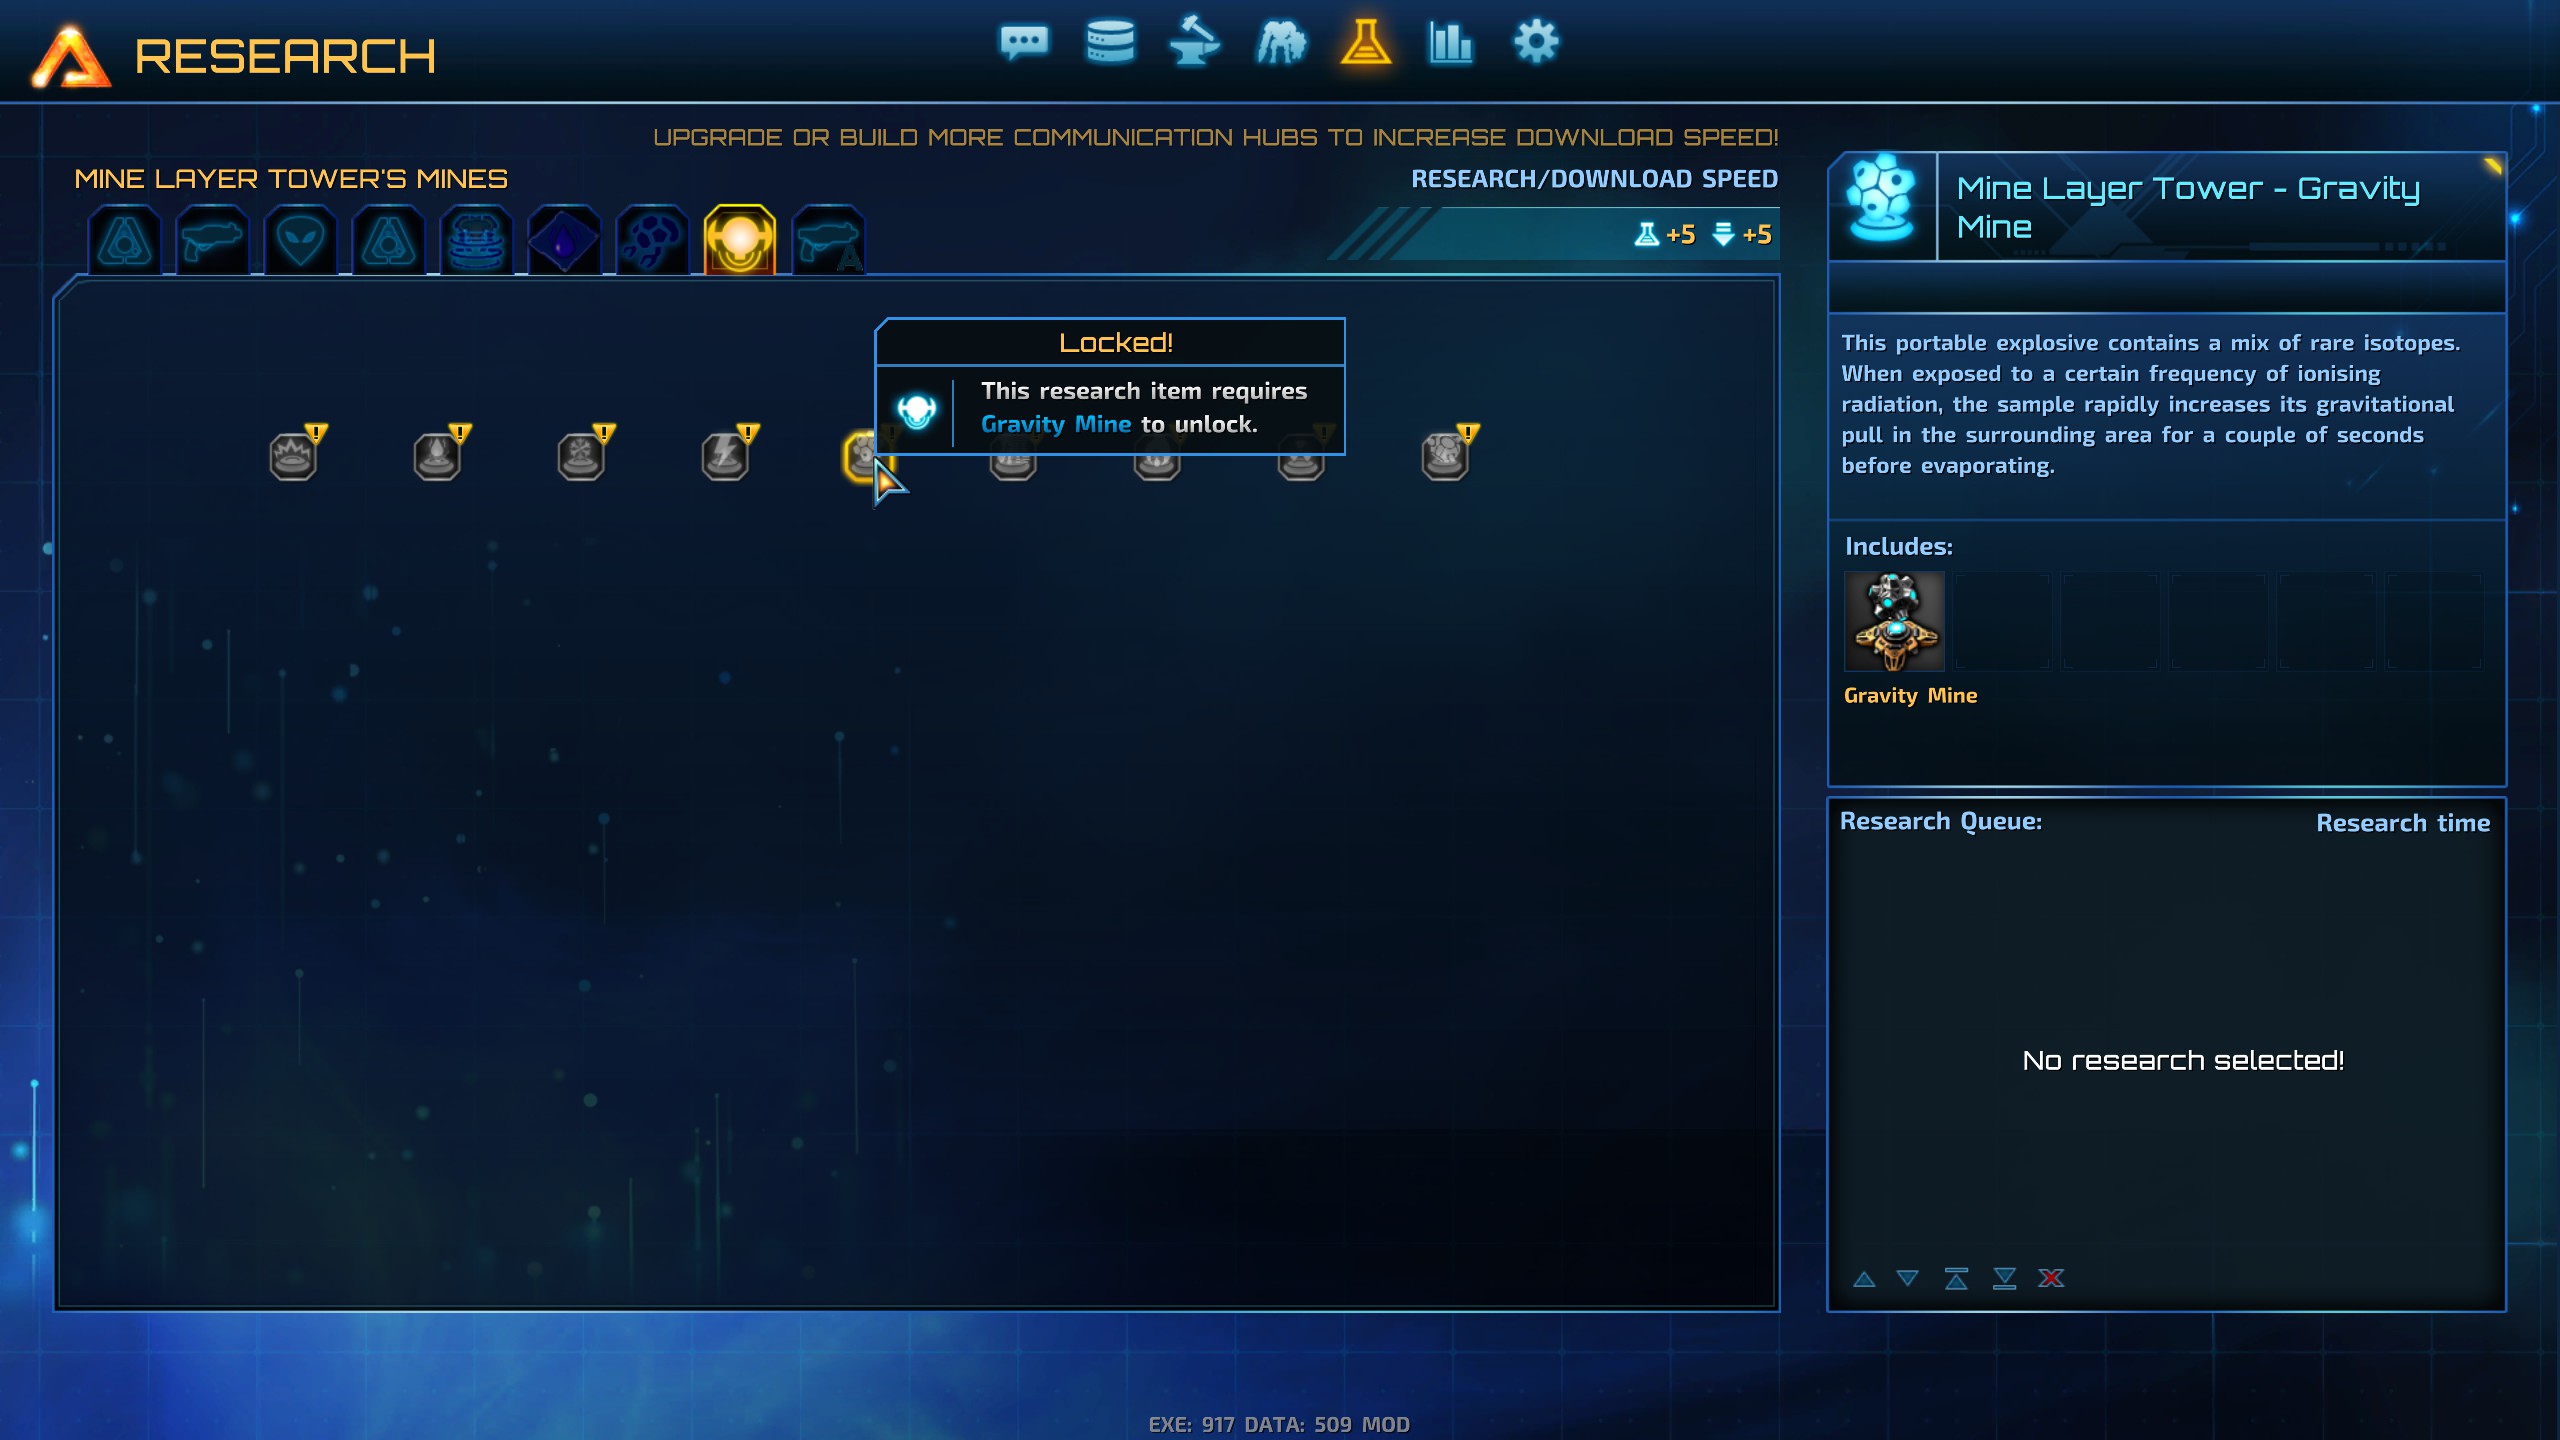 RESEARCH
UPGRADE OR BUILD MORE COMMUNICATION HUBS TO INCREASE DOWNLOAD SPEED!
MINE LAYER TOWER'S MINES
RESEARCH/DOWNLOAD SPEED
+5 +5
A
Locked!
This research item requires
Gravity Mine to unlock.
Mine Layer Tower - Gravity
Mine
This portable explosive contains a mix of rare isotopes.
When exposed to a certain frequency of ionising
radiation, the sample rapidly increases its gravitational
pull in the surrounding area for a couple of seconds
before evaporating.
Includes:
Gravity Mine
Research Queue:
Research time
No research selected!
EXE: 917 DATA: 509 MOD